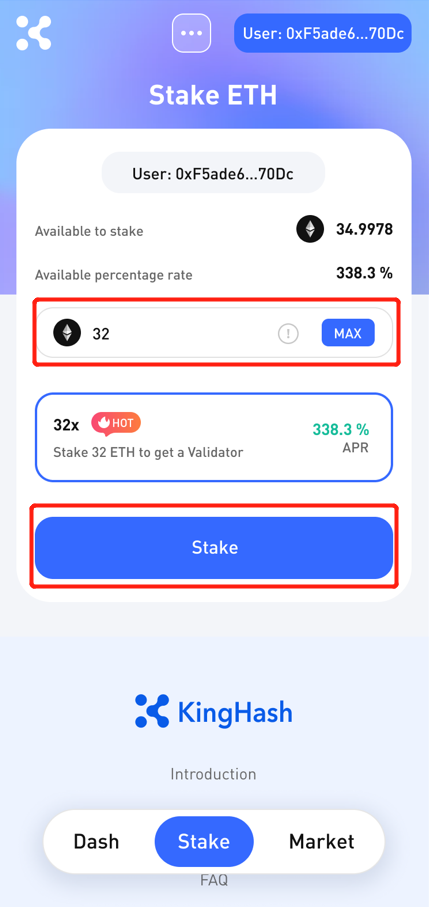 User: 0xF5ade6...70Dc
Stake ETH
User: 0xF5ade6...70Dc
Available to stake
34.9978
Available percentage rate
338.3 %
32
MAX
32x
HOT
338.3 %
Stake 32 ETH to get a Validator
APR
Stake
KingHash
Introduction
Dash
Stake
Market
FAQ